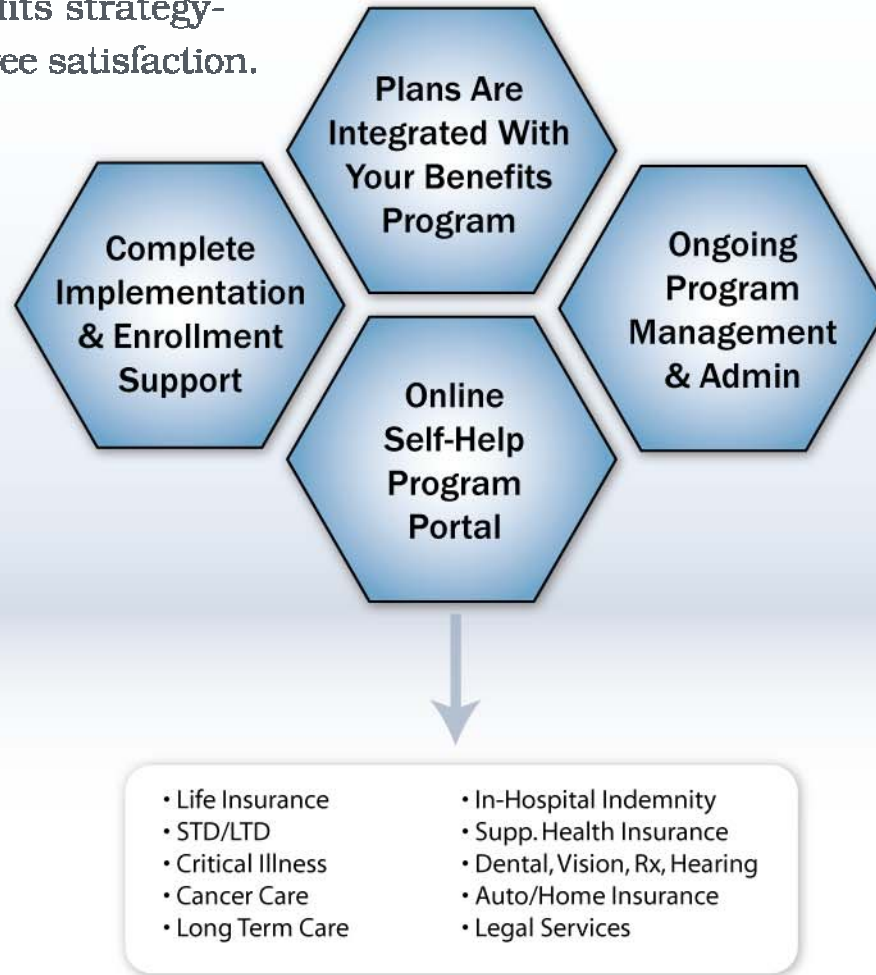 fits strategy-
ee satisfaction.
Plans Are
Integrated With
Your Benefits
Program
Complete
Implementation
& Enrollment
Support
Ongoing
Program
Management
& Admin
Online
Self-Help
Program
Portal
• Life Insurance
• STD/LTD
• Critical Illness
• Cancer Care
• Long Term Care
• In-Hospital Indemnity
• Supp. Health Insurance
• Dental, Vision, Rx, Hearing
• Auto/Home Insurance
• Legal Services